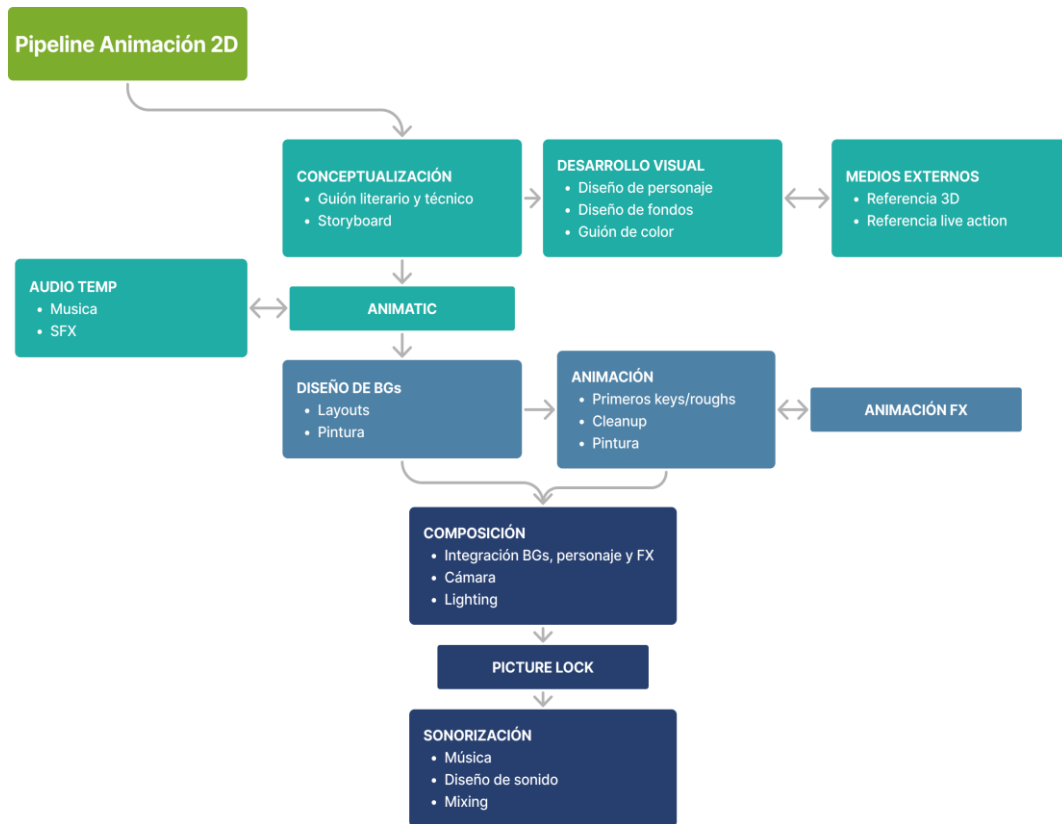 Pipeline Animación 2D
CONCEPTUALIZACIÓN
• Guión literario y técnico
• Storyboard
DESARROLLO VISUAL
• Diseño de personaje
• Diseño de fondos
• Guión de color
MEDIOS EXTERNOS
• Referencia 3D
• Referencia live action
AUDIO TEMP
• Musica
• SFX
ANIMATIC
DISEÑO DE BGs
• Layouts
• Pintura
ANIMACIÓN
• Primeros keys/roughs
• Cleanup
• Pintura
ANIMACIÓN FX
COMPOSICIÓN
• Integración BGs, personaje y FX
• Cámara
• Lighting
PICTURE LOCK
SONORIZACIÓN
• Música
• Diseño de sonido
• Mixing